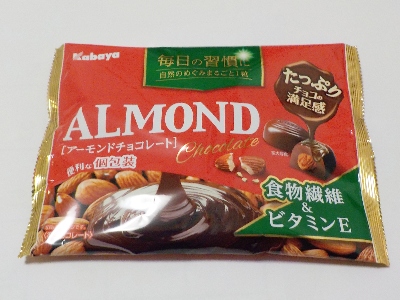 Kabaya
毎日の習慣に
自然のめぐみまるごと1粒
たっぷり
チョコの
満足感
ALMOND
[アーモンドチョコレート]
Chocolate
便利な個包装
食物繊維
&
ビタミンE